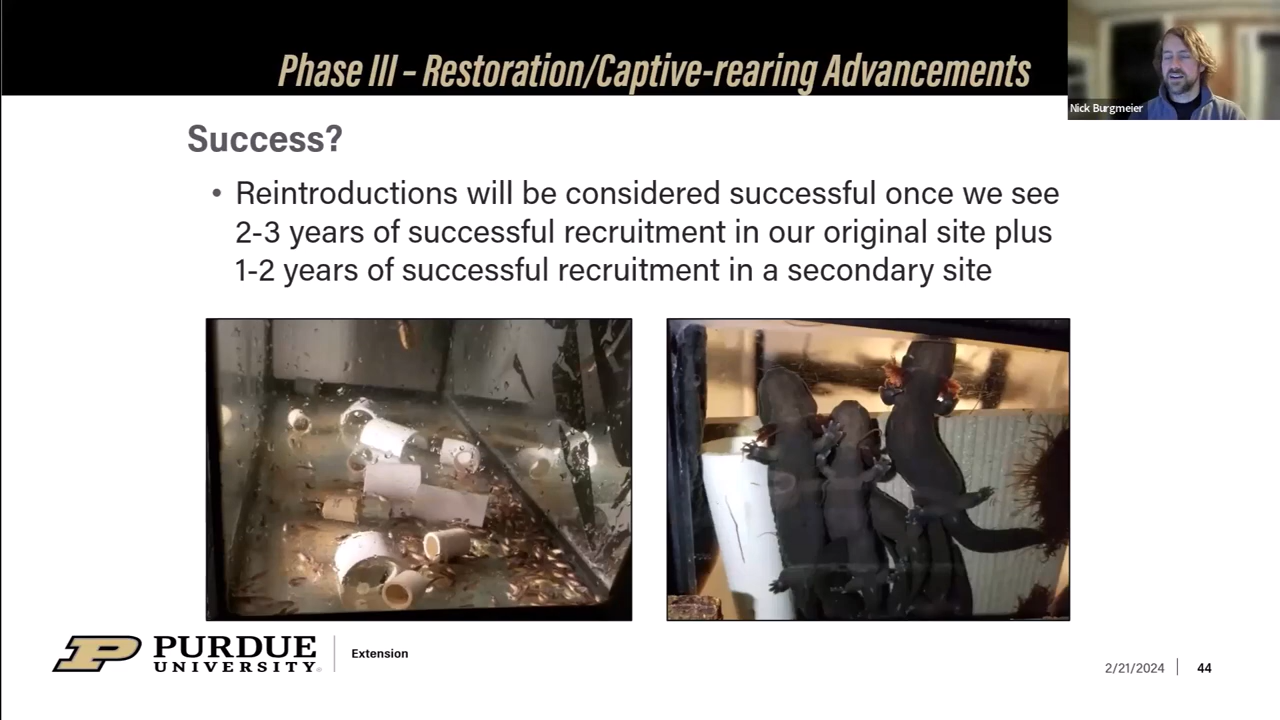 Phase III – Restoration/Captive-rearing Advancements
Nick Burgmeier
Success?
• Reintroductions will be considered successful once we see
2-3 years of successful recruitment in our original site plus
1-2 years of successful recruitment in a secondary site
PURDUE
UNIVERSITY®
Extension
2/21/2024
44